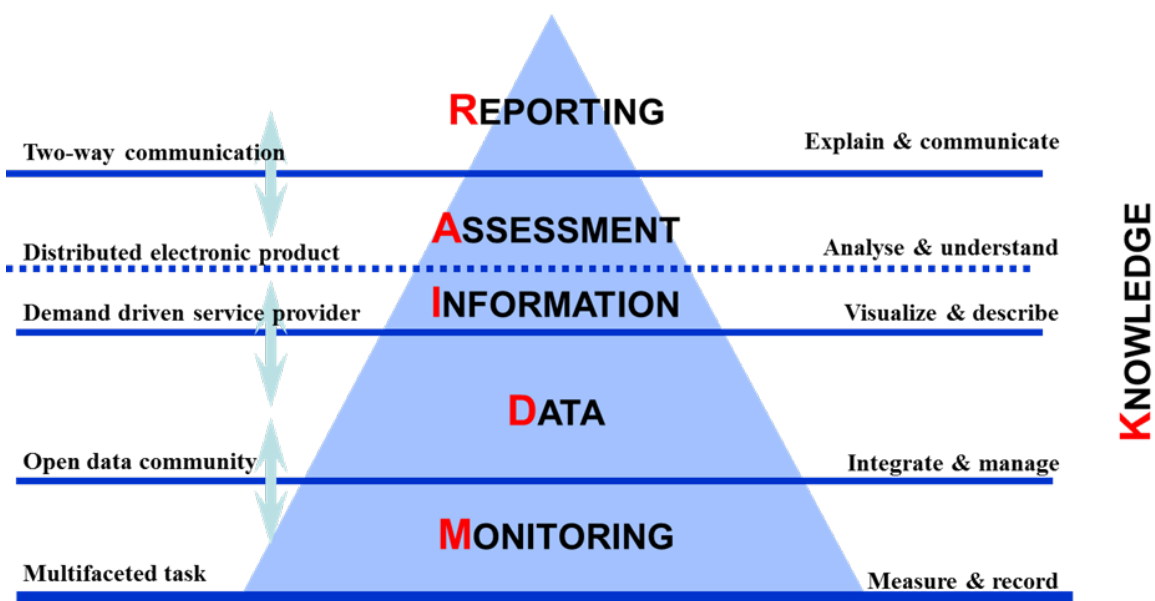 REPORTING
Two-way communication
Explain & communicate
ASSESSMENT
Distributed electronic product
Analyse & understand
INFORMATION
Demand driven service provider
Visualize & describe
DATA
Open data community
Integrate & manage
MONITORING
Multifaceted task
Measure & record
KNOWLEDGE